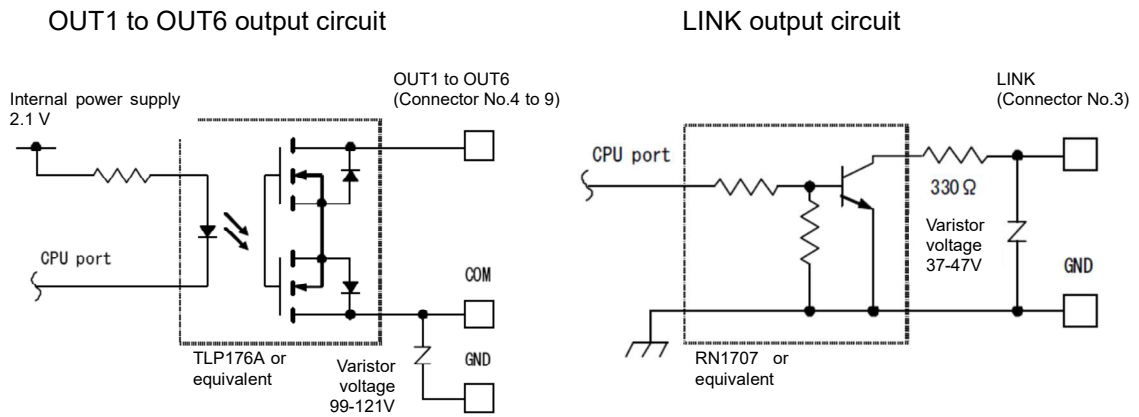 OUT1 to OUT6 output circuit
Internal power supply
2.1 V
OUT1 to OUT6
(Connector No.4 to 9)
CPU port
COM
GND
TLP176A or
equivalent
Varistor
voltage
99-121V
LINK output circuit
LINK
(Connector No.3)
CPU port
330 Ω
Varistor
voltage
37-47V
GND
RN1707 or
equivalent